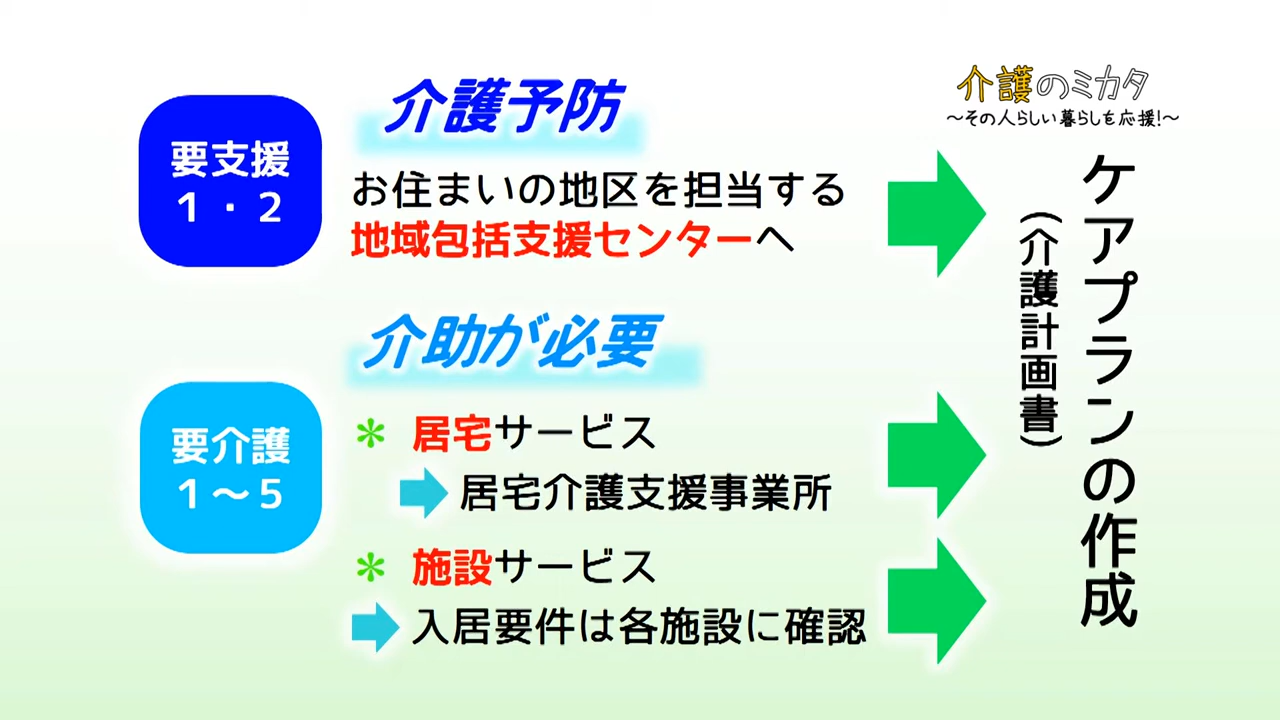 介護のミカタ
～その人らしい暮らしを応援!～
要支援
1・2
介護予防
お住まいの地区を担当する
地域包括支援センターへ
要介護
1～5
介助が必要
＊ 居宅サービス
居宅介護支援事業所
＊ 施設サービス
入居要件は各施設に確認
ケアプランの作成
(介護計画書)